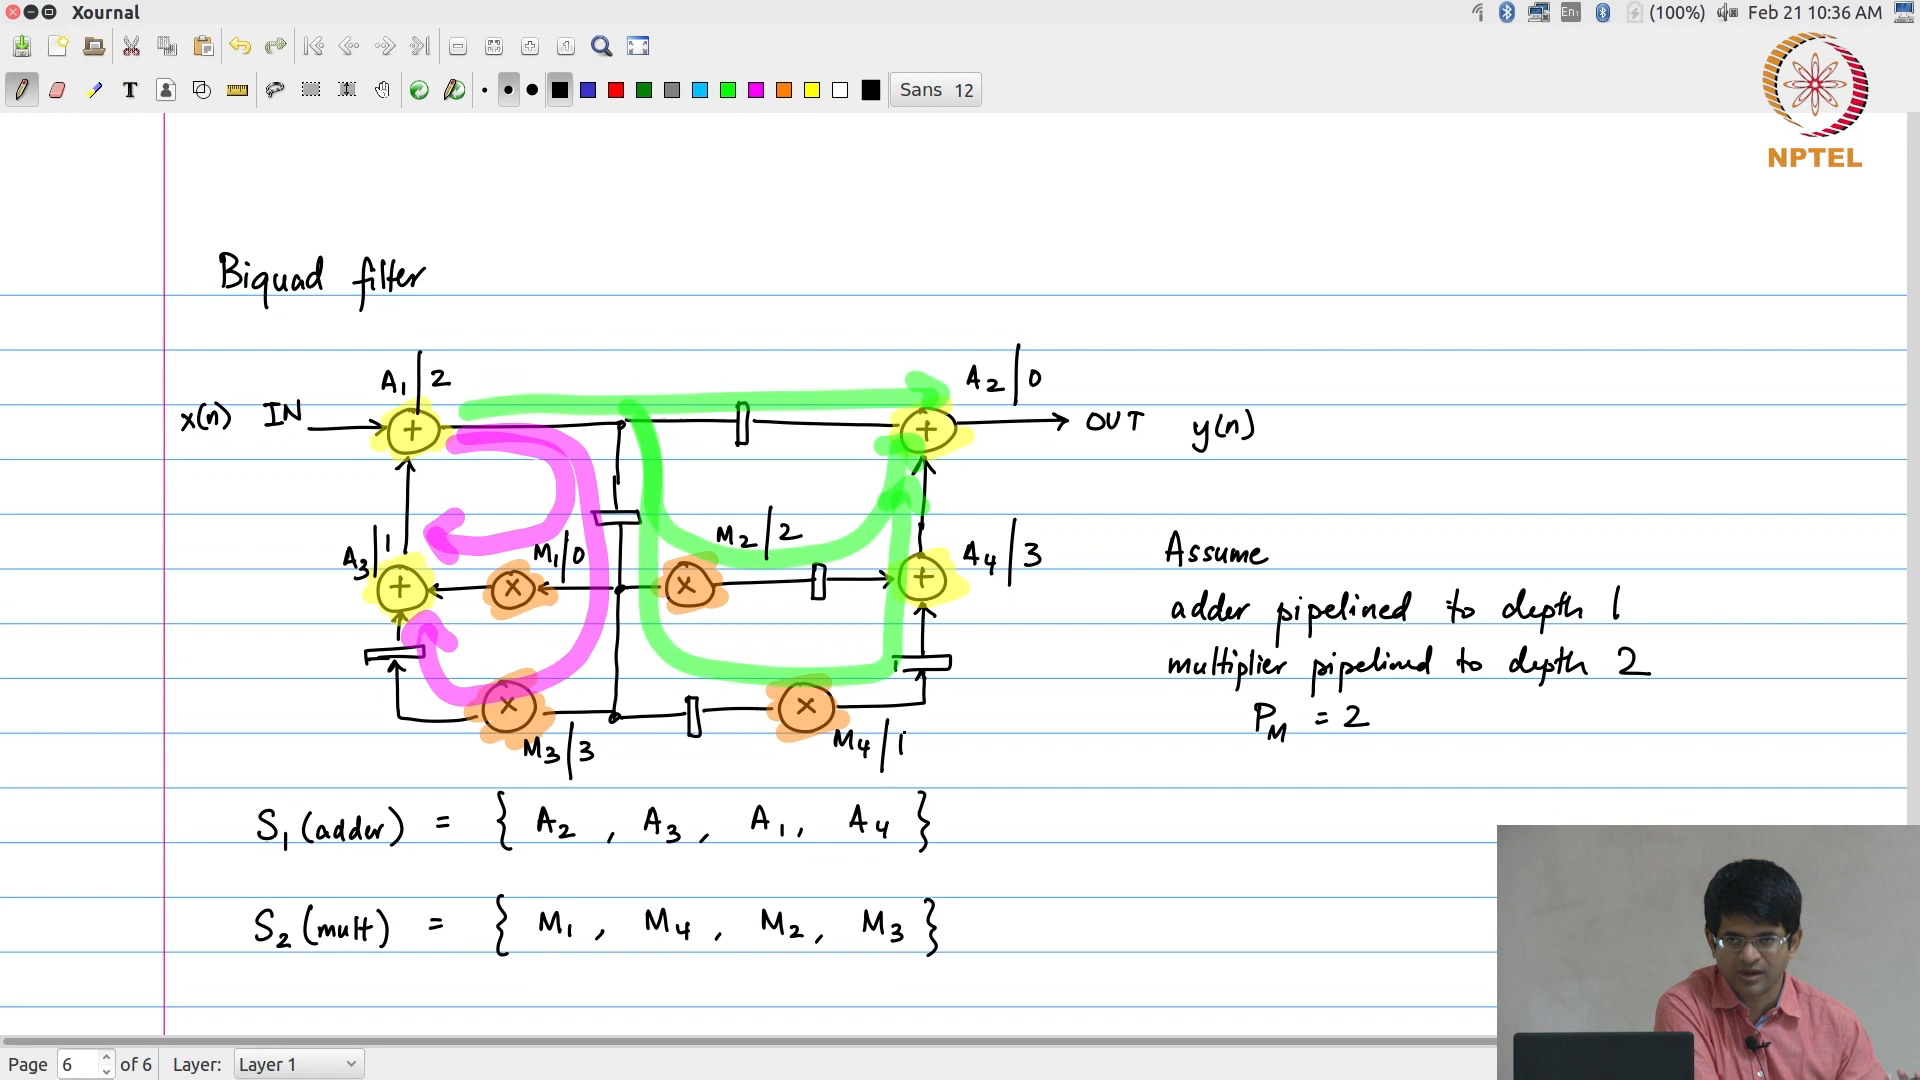 Xournal
En₁ (100%) Feb 21 10:36 AM
T Sans 12
NPTEL
Biquad filter
A₁|2 A₂|0
x(n) IN + + OUT y(n)
A₃|1 M₁|0 M₂|2 A₄|3 Assume
+ × × +
adder pipelined to depth 1
multiplier pipelined to depth 2
× × P_M = 2
M₃|3 M₄|1
S₁(adder) = { A₂ , A₃ , A₁ , A₄ }
S₂(mult) = { M₁ , M₄ , M₂ , M₃ }
Page 6 of 6 Layer: Layer 1